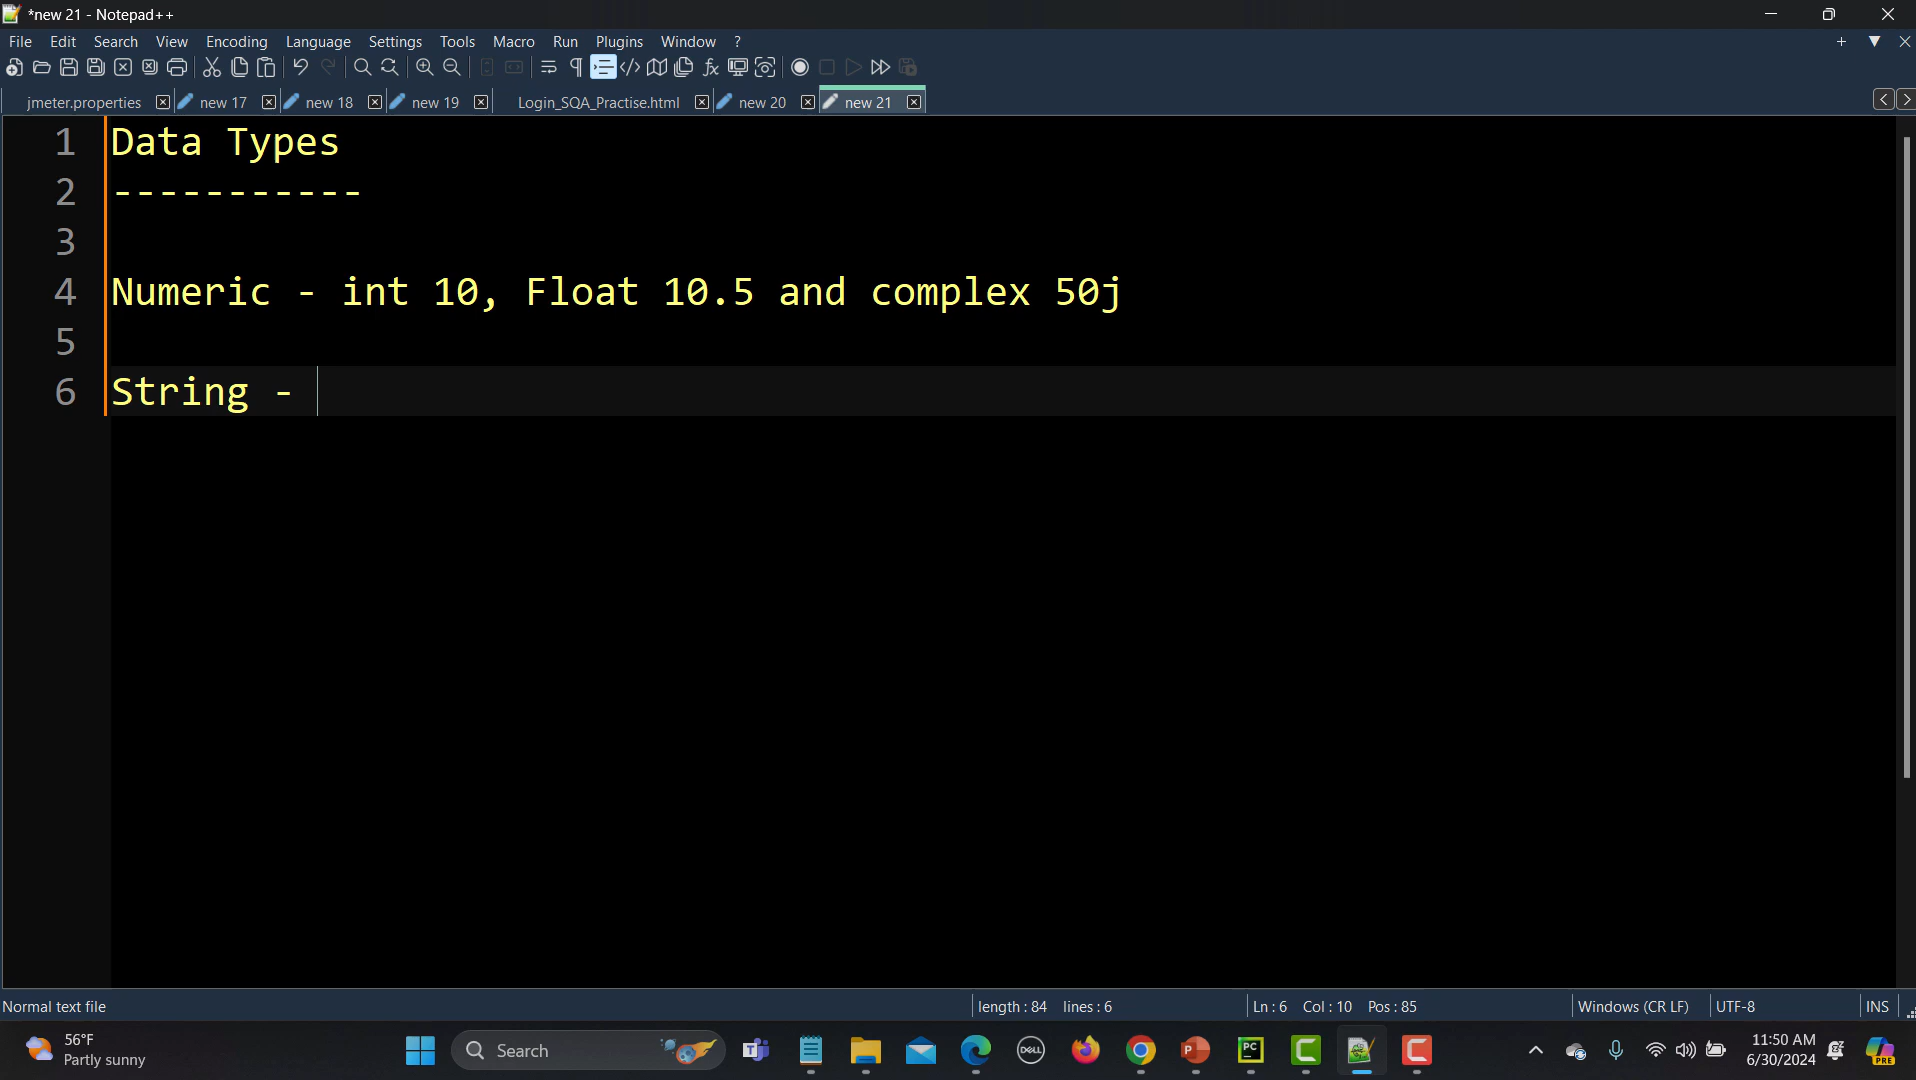 *new 21 - Notepad++
File Edit Search View Encoding Language Settings Tools Macro Run Plugins Window ?
jmeter.properties new 17 new 18 new 19 Login_SQA_Practise.html new 20 new 21
1 Data Types
2 -----------
3
4 Numeric - int 10, Float 10.5 and complex 50j
5
6 String -
Normal text file length : 84 lines : 6 Ln : 6 Col : 10 Pos : 85 Windows (CR LF) UTF-8 INS
56°F
Partly sunny
Search
DELL
PC
11:50 AM
6/30/2024
PRE